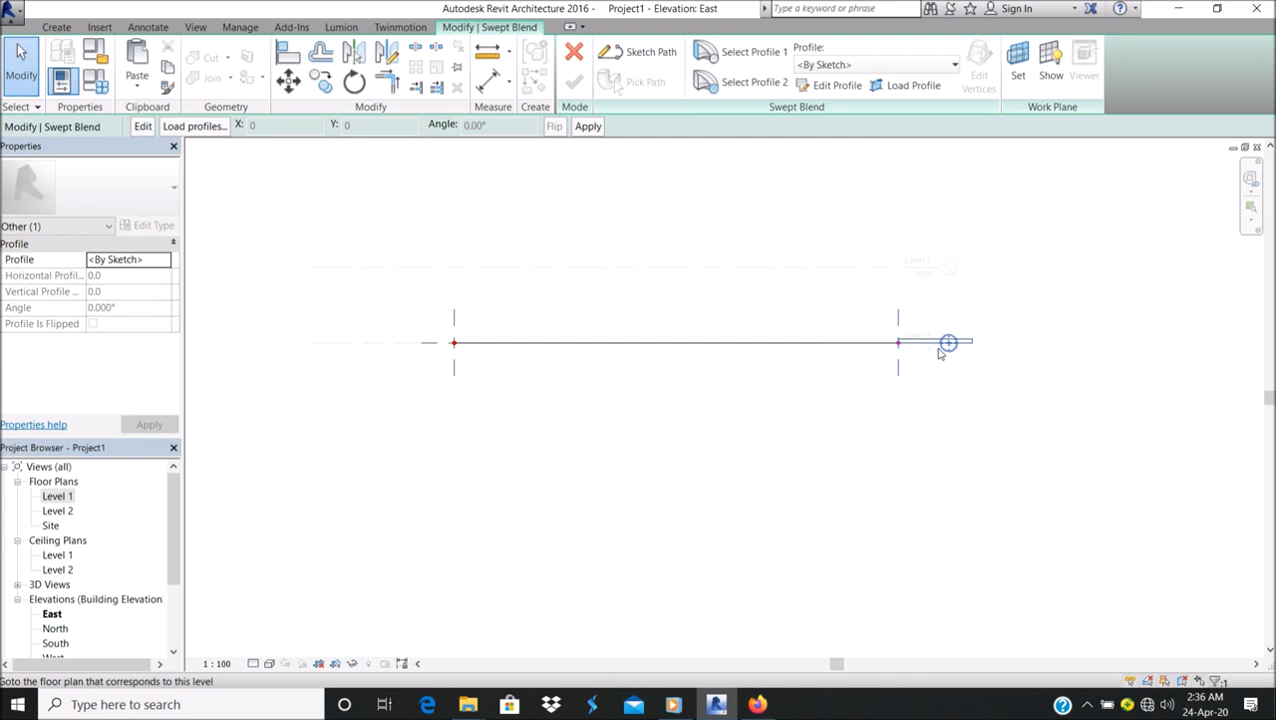 Autodesk Revit Architecture 2016 - Project1 - Elevation: East
Type a keyword or phrase
Sign In
Create Insert Annotate View Manage Add-Ins Lumion Twinmotion Modify | Swept Blend
Modify
Paste
Cut
Join
Sketch Path
Pick Path
Select Profile 1
Select Profile 2
Profile:
<By Sketch>
Edit Profile
Load Profile
Edit
Vertices
Set
Show
Viewer
Select
Properties
Clipboard
Geometry
Modify
Measure
Create
Mode
Swept Blend
Work Plane
Modify | Swept Blend
Edit
Load profiles...
X: 0
Y: 0
Angle: 0.00°
Flip
Apply
Properties
Other (1)
Edit Type
Profile
Profile <By Sketch>
Horizontal Profil... 0.0
Vertical Profile ... 0.0
Angle 0.000°
Profile Is Flipped
Properties help
Apply
Project Browser - Project1
Views (all)
Floor Plans
Level 1
Level 2
Site
Ceiling Plans
Level 1
Level 2
3D Views
Elevations (Building Elevation
East
North
South
West
1 : 100
Goto the floor plan that corresponds to this level
:1
Type here to search
2:36 AM
24-Apr-20